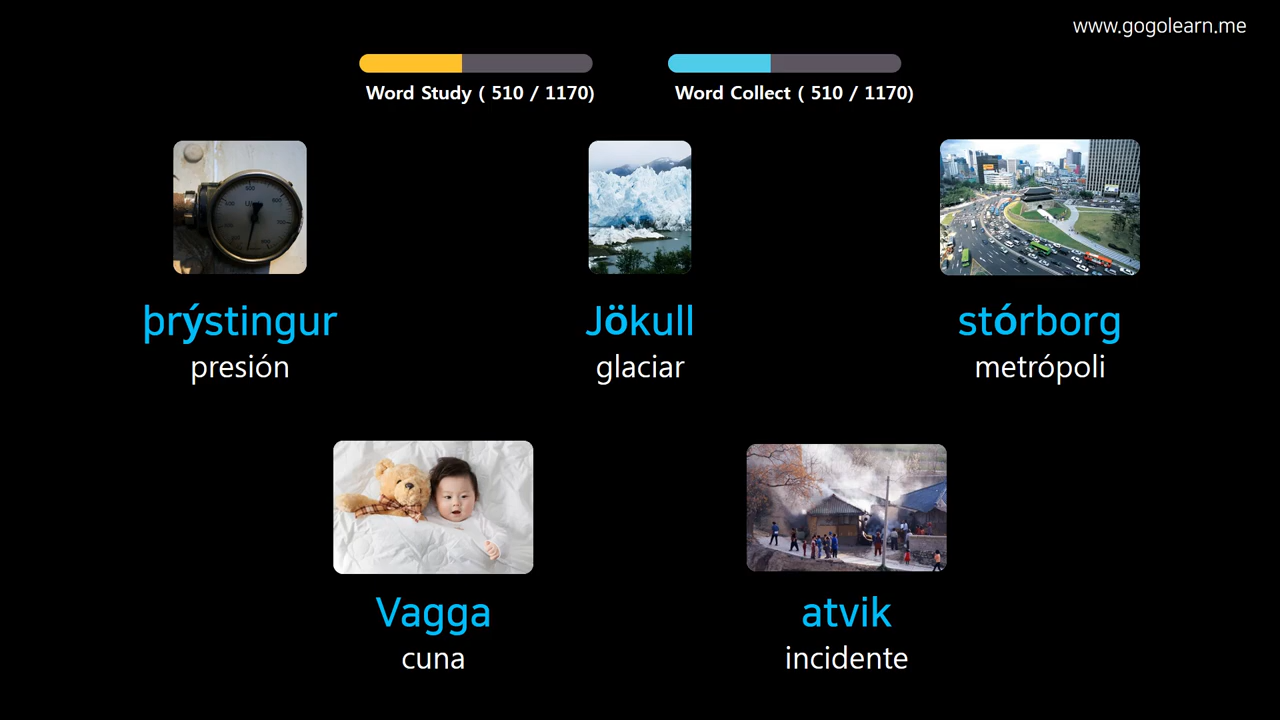 www.gogolearn.me
Word Study ( 510 / 1170)
Word Collect ( 510 / 1170)
þrýstingur
presión
Jökull
glaciar
stórborg
metrópoli
Vagga
cuna
atvik
incidente